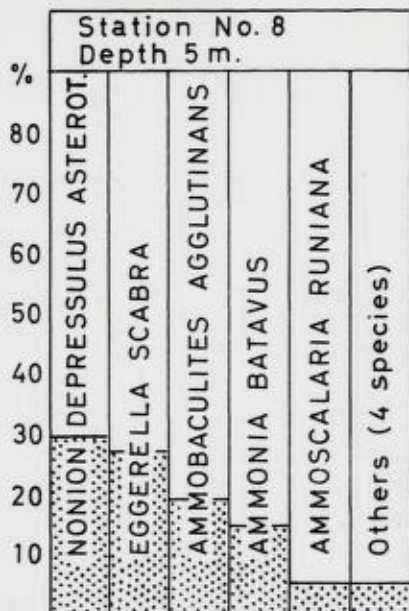 Station No. 8
Depth 5 m.
%
80
70
60
50
40
30
20
10
NONION DEPRESSULUS ASTEROT.
EGGERELLA SCABRA
AMMOBACULITES AGGLUTINANS
AMMONIA BATAVUS
AMMOSCALARIA RUNIANA
Others (4 species)